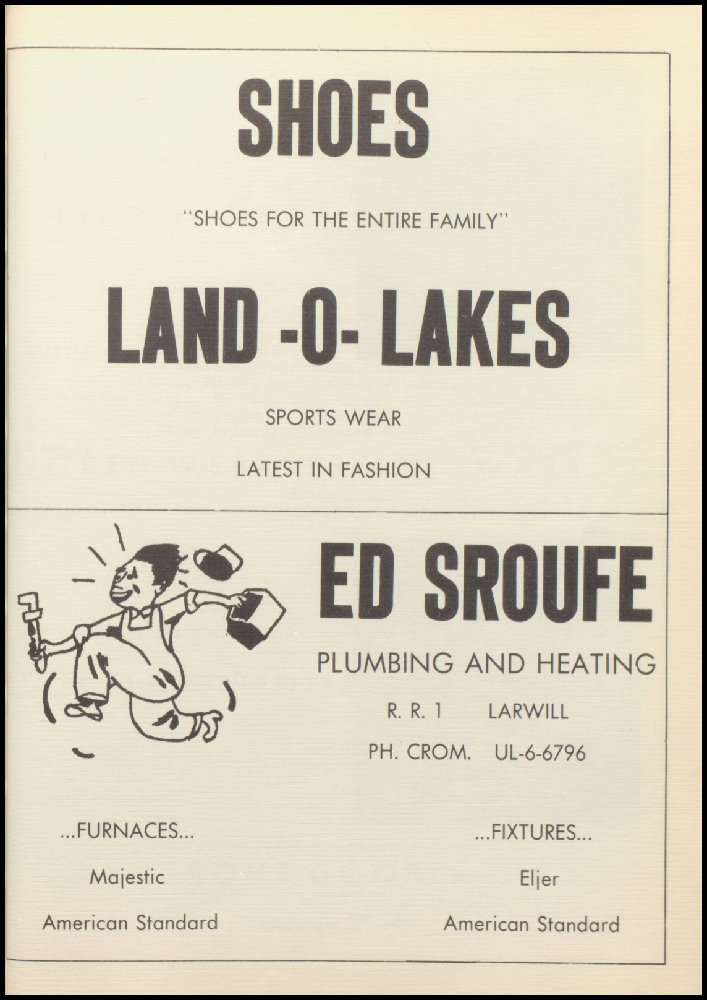 SHOES
"SHOES FOR THE ENTIRE FAMILY"
LAND -O- LAKES
SPORTS WEAR
LATEST IN FASHION
ED SROUFE
PLUMBING AND HEATING
R. R. 1 LARWILL
PH. CROM. UL-6-6796
...FURNACES...
Majestic
American Standard
...FIXTURES...
Eljer
American Standard